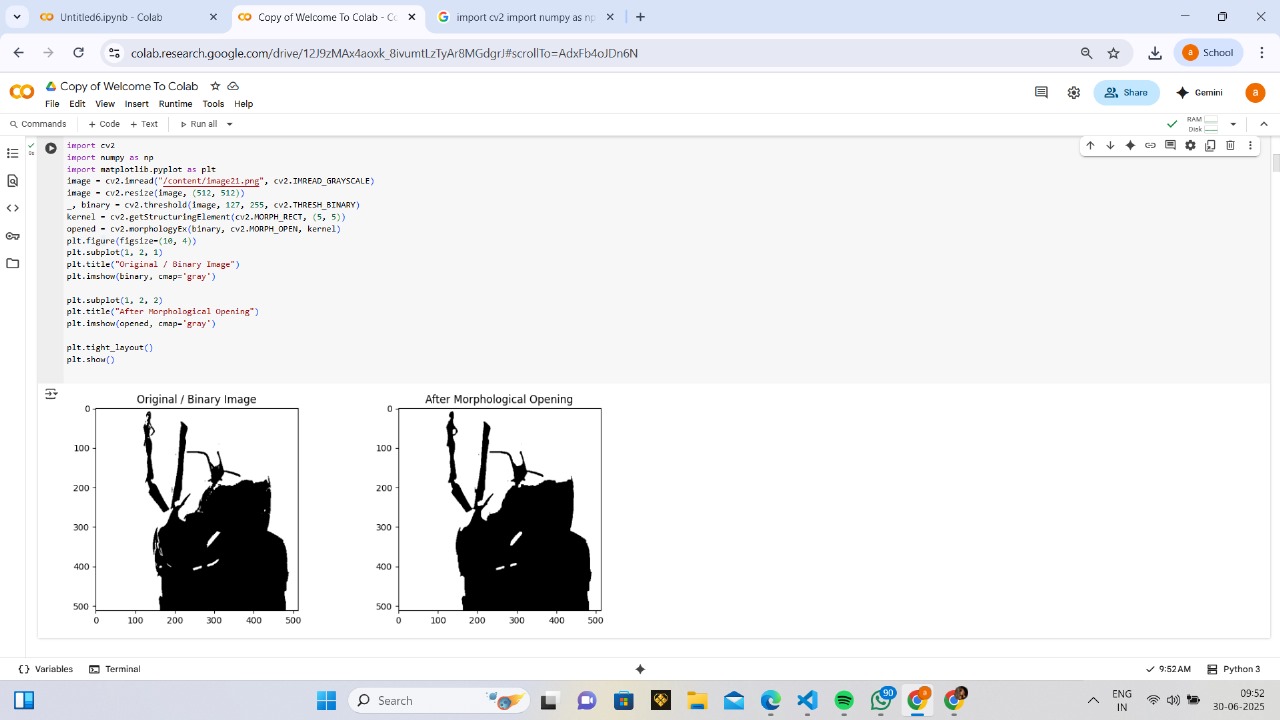 Untitled6.ipynb - Colab
Copy of Welcome To Colab - Co
import cv2 import numpy as np
School
Copy of Welcome To Colab
File Edit View Insert Runtime Tools Help
Share
Gemini
a
Commands + Code + Text Run all
RAM
Disk
import cv2
0s
import numpy as np
import matplotlib.pyplot as plt
image = cv2.imread("/content/image21.png", cv2.IMREAD_GRAYSCALE)
image = cv2.resize(image, (512, 512))
_, binary = cv2.threshold(image, 127, 255, cv2.THRESH_BINARY)
kernel = cv2.getStructuringElement(cv2.MORPH_RECT, (5, 5))
opened = cv2.morphologyEx(binary, cv2.MORPH_OPEN, kernel)
plt.figure(figsize=(10, 4))
plt.subplot(1, 2, 1)
plt.title("Original / Binary Image")
plt.imshow(binary, cmap='gray')
plt.subplot(1, 2, 2)
plt.title("After Morphological Opening")
plt.imshow(opened, cmap='gray')
plt.tight_layout()
plt.show()
Original / Binary Image
0
100
200
300
400
500
0 100 200 300 400 500
After Morphological Opening
0
100
200
300
400
500
0 100 200 300 400 500
Variables Terminal
9:52 AM Python 3
Search
90
ENG
IN
09:52
30-06-2025